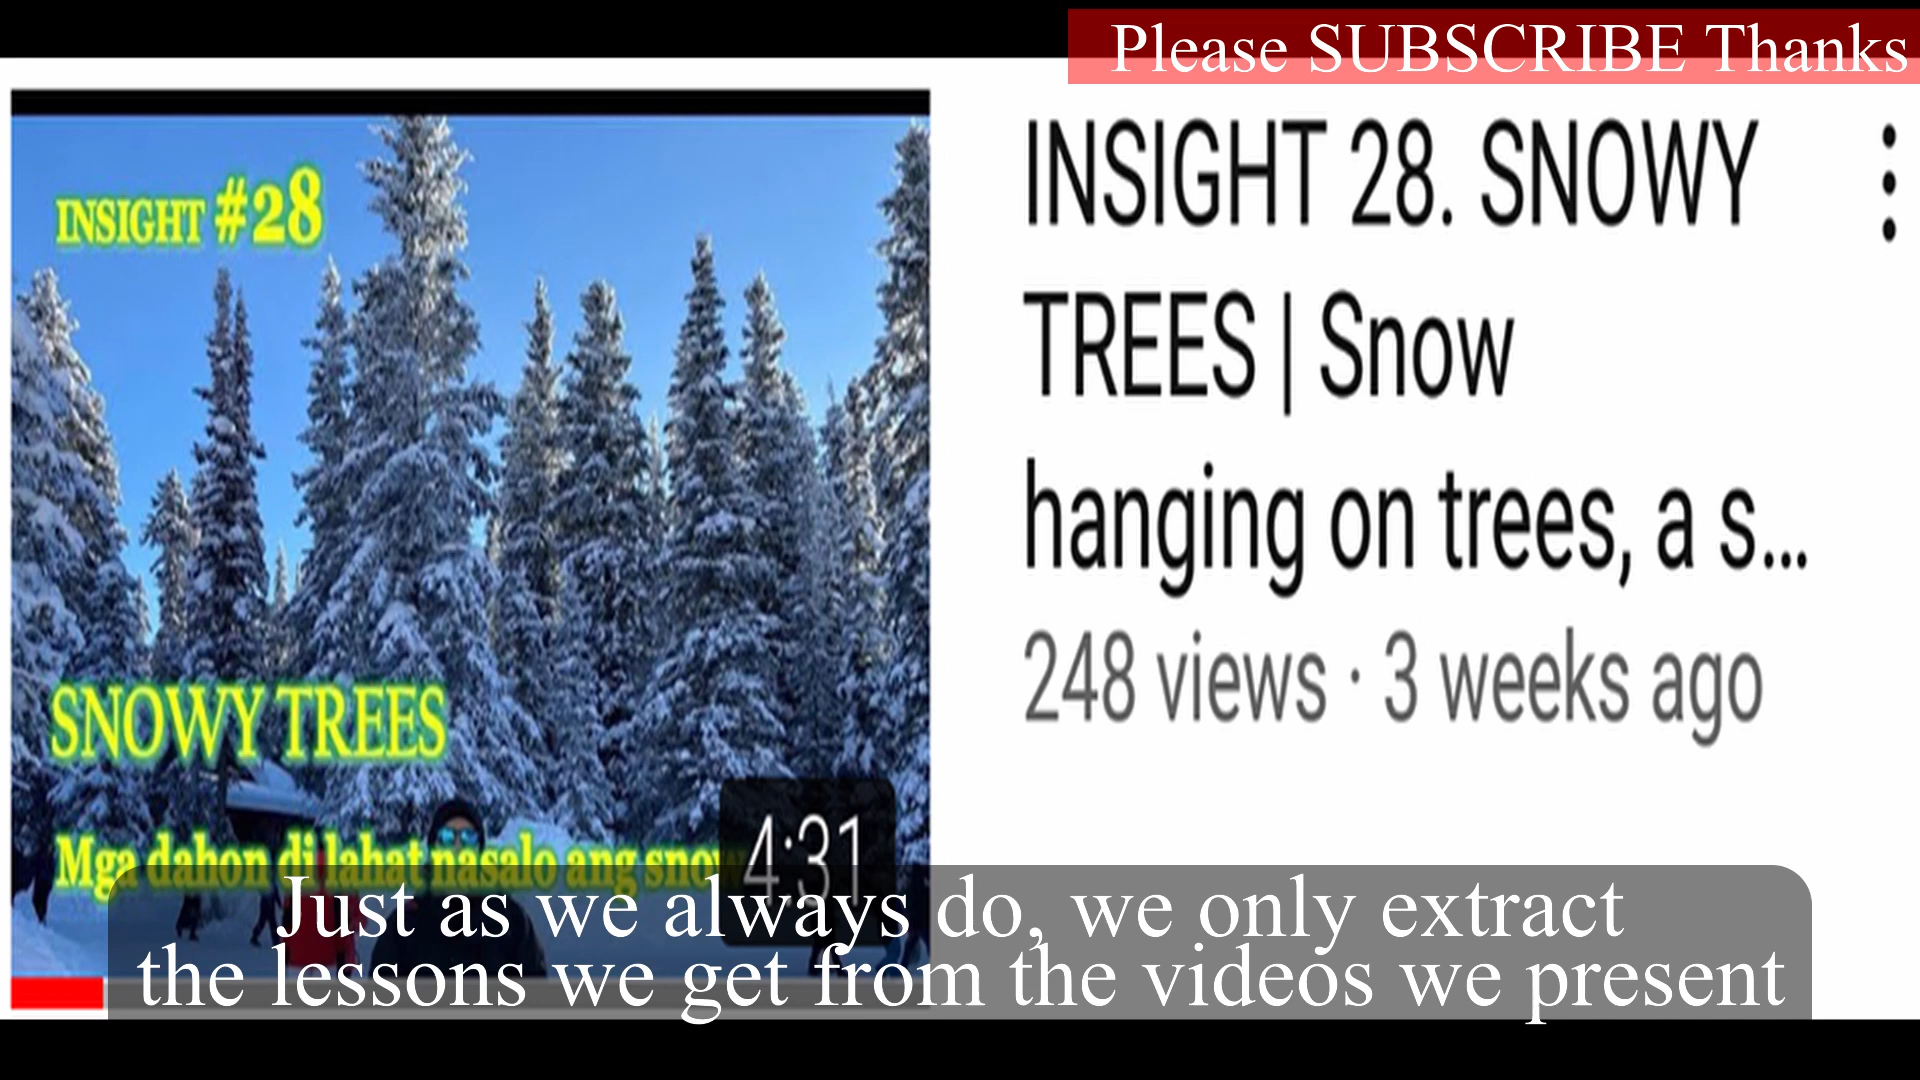 Please SUBSCRIBE Thanks
INSIGHT #28
SNOWY TREES
Mga dahon di lahat nasalo ang snow
4:31
INSIGHT 28. SNOWY
TREES | Snow
hanging on trees, a s...
248 views · 3 weeks ago
Just as we always do, we only extract
the lessons we get from the videos we present